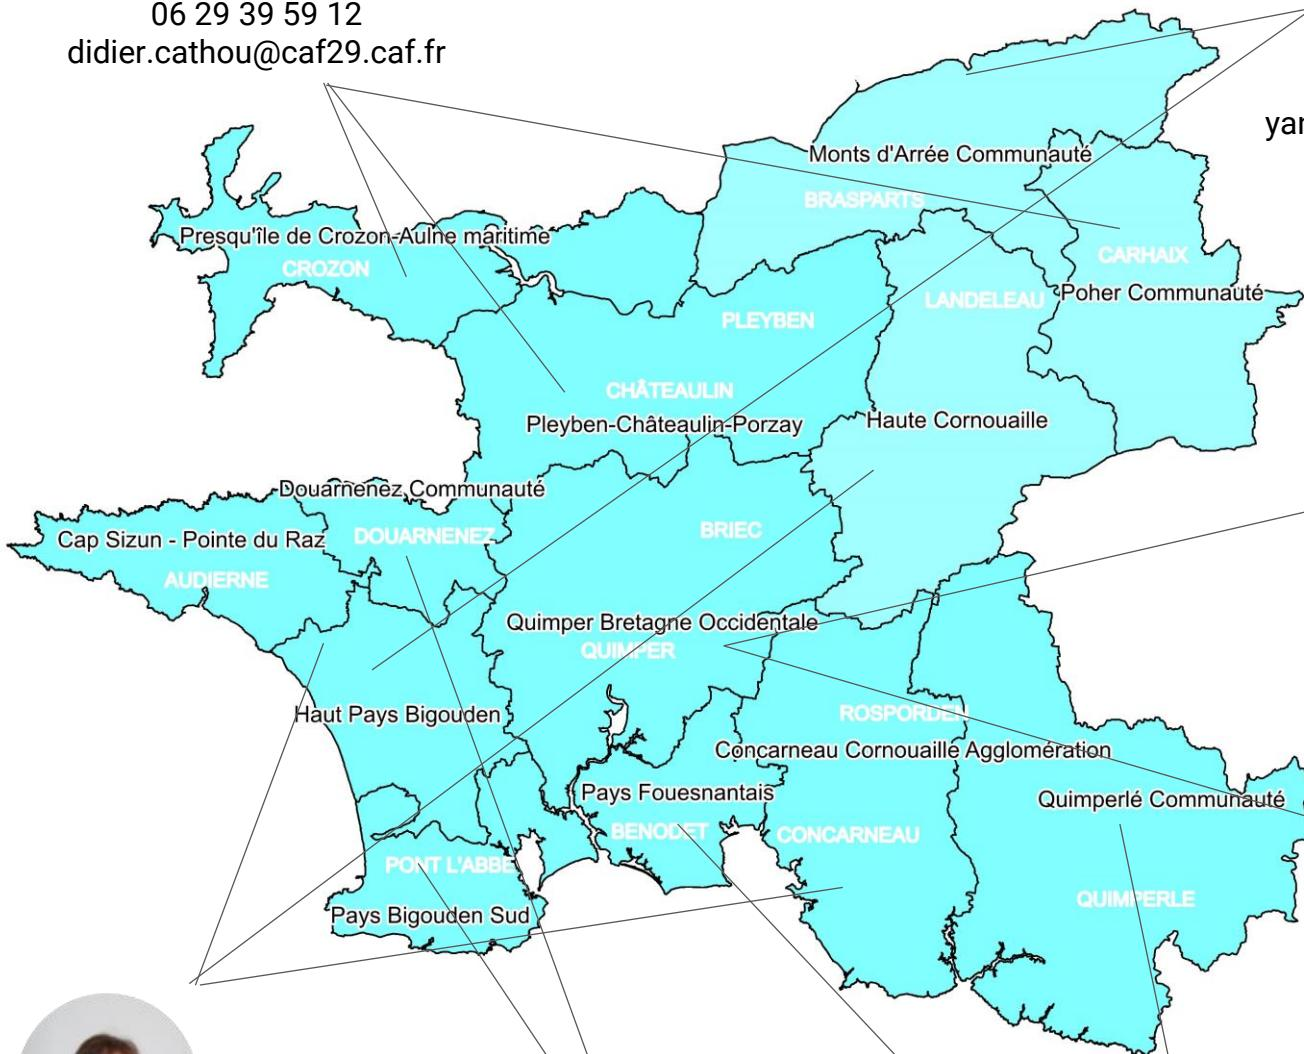 06 29 39 59 12
didier.cathou@caf29.caf.fr
yan
Monts d'Arrée Communauté
BRASPARTS
Presqu'île de Crozon-Aulne maritime
CROZON
CARHAIX
Poher Communauté
LANDELEAU
PLEYBEN
CHÂTEAULIN
Pleyben-Châteaulin-Porzay
Haute Cornouaille
Douarnenez Communauté
DOUARNENEZ
Cap Sizun - Pointe du Raz
AUDIERNE
BRIEC
Quimper Bretagne Occidentale
QUIMPER
Haut Pays Bigouden
ROSPORDEN
Concarneau Cornouaille Agglomération
Pays Fouesnantais
BENODET
CONCARNEAU
Quimperlé Communauté
QUIMPERLE
PONT L'ABBE
Pays Bigouden Sud